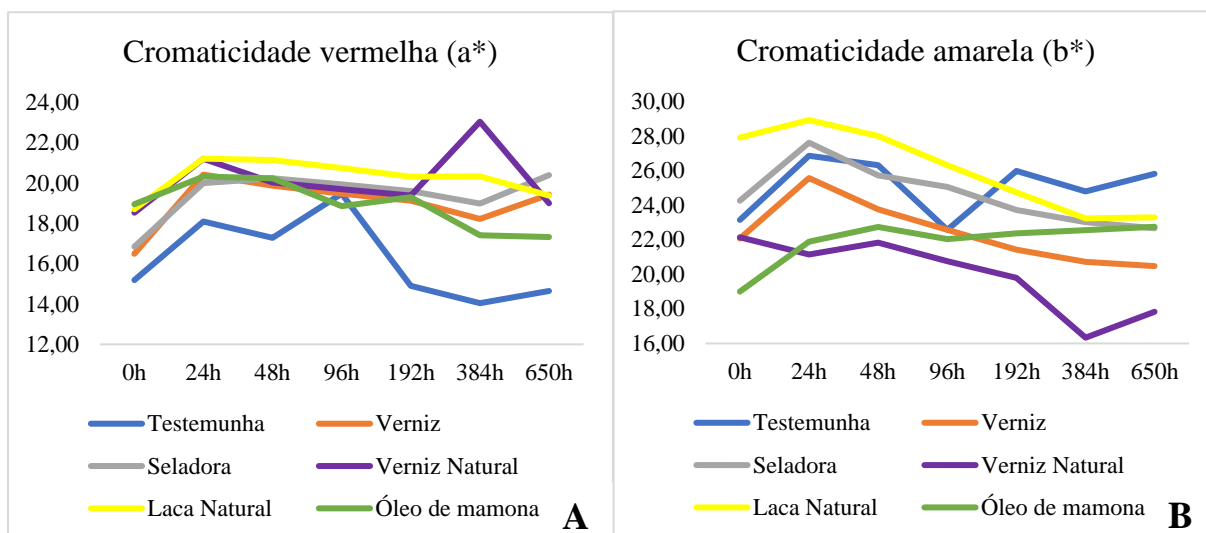 Cromaticidade vermelha (a*)
24,00
22,00
20,00
18,00
16,00
14,00
12,00
0h 24h 48h 96h 192h 384h 650h
Testemunha Verniz
Seladora Verniz Natural
Laca Natural Óleo de mamona
A
Cromaticidade amarela (b*)
30,00
28,00
26,00
24,00
22,00
20,00
18,00
16,00
0h 24h 48h 96h 192h 384h 650h
Testemunha Verniz
Seladora Verniz Natural
Laca Natural Óleo de mamona
B